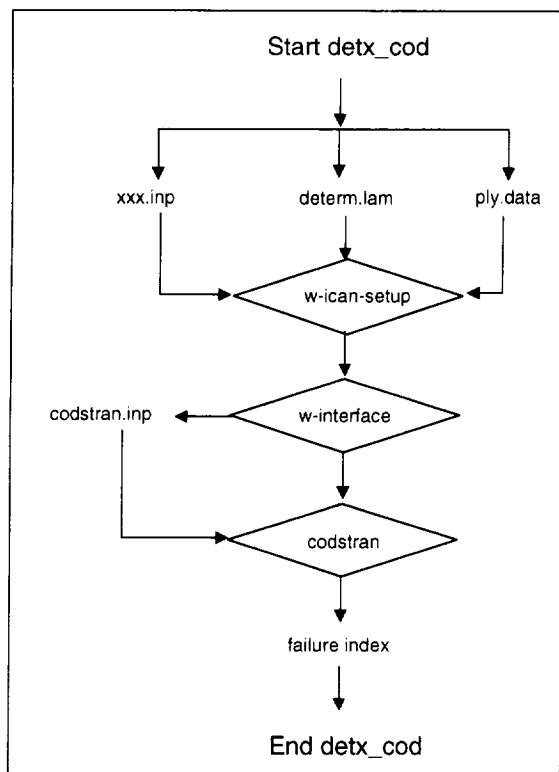 Start detx_cod
xxx.inp
determ.lam
ply.data
w-ican-setup
w-interface
codstran.inp
codstran
failure index
End detx_cod